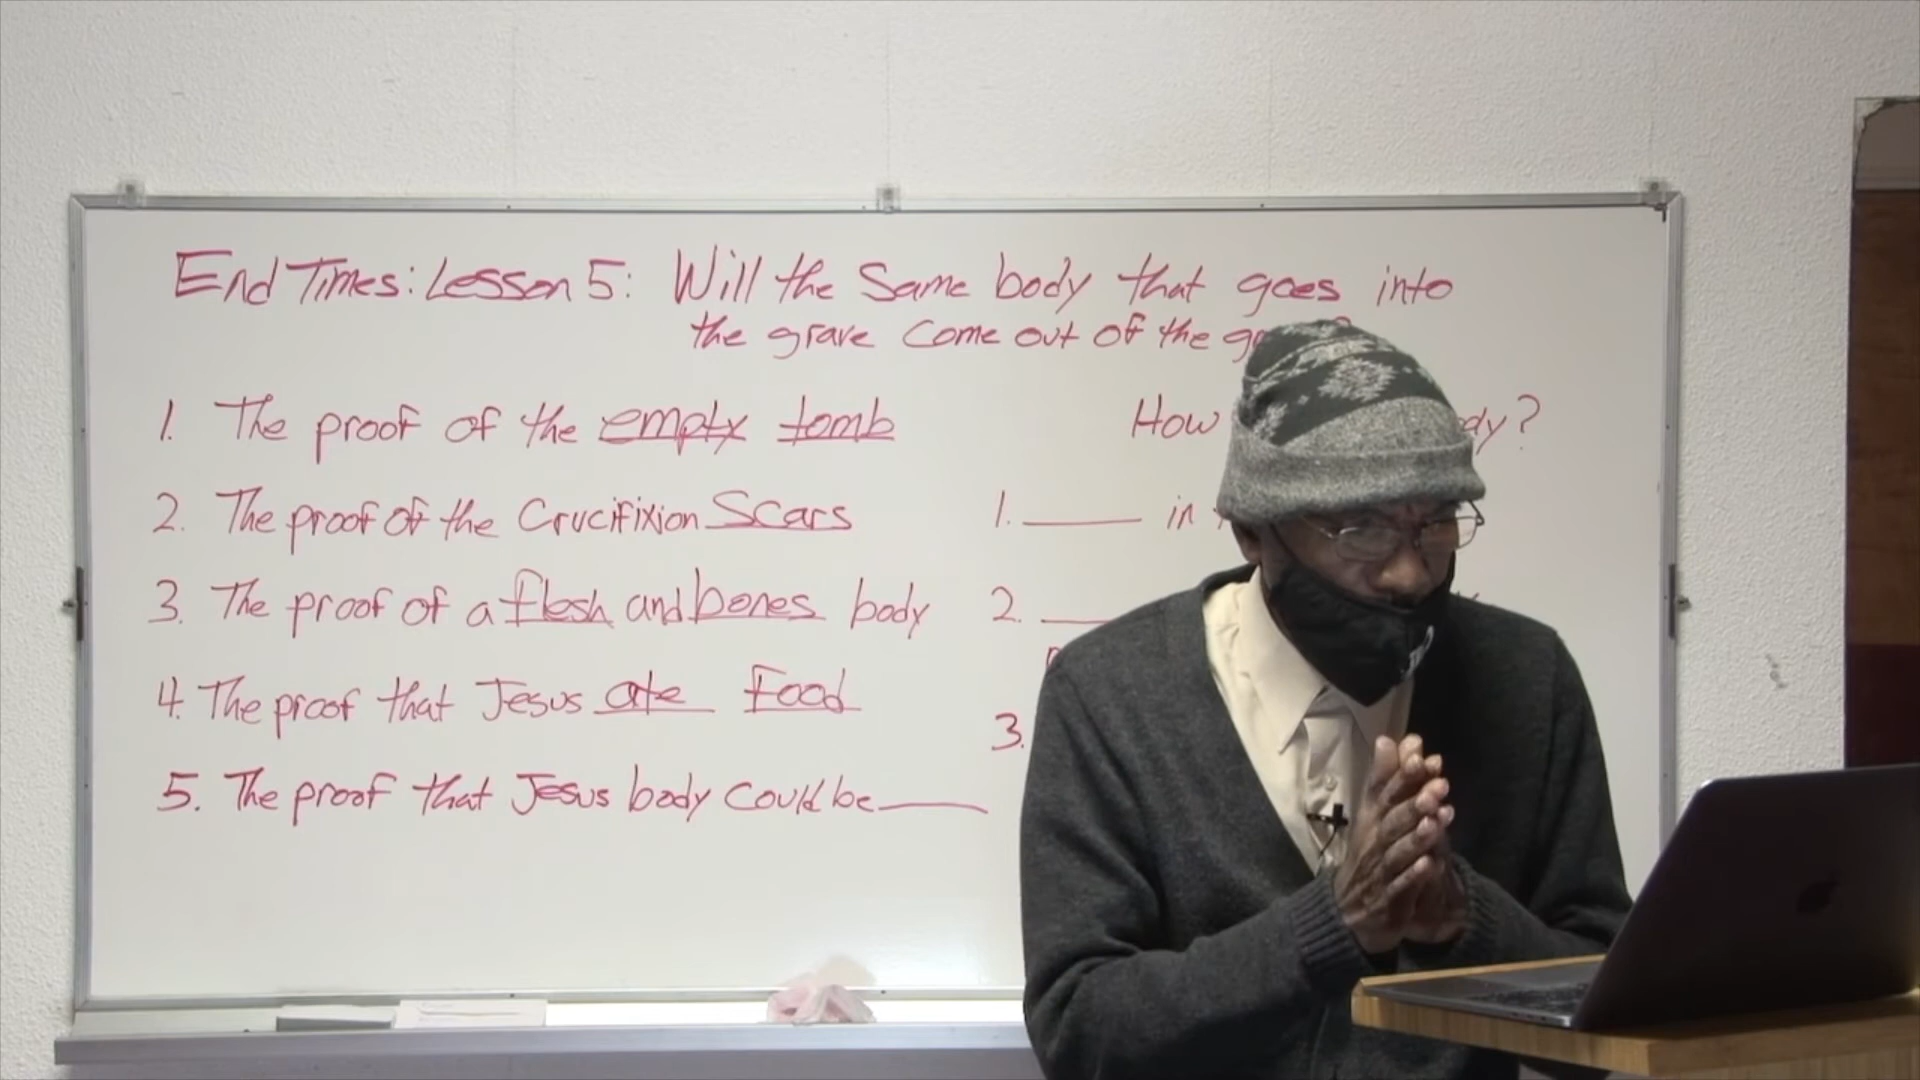 End Times: Lesson 5: Will the same body that goes into
the grave come out of the
1. The proof of the empty tomb
2. The proof of the Crucifixion Scars
3. The proof of a flesh and bones body
4. The proof that Jesus ate food
5. The proof that Jesus body could be____
How
1. ____ in
2. ____
3.